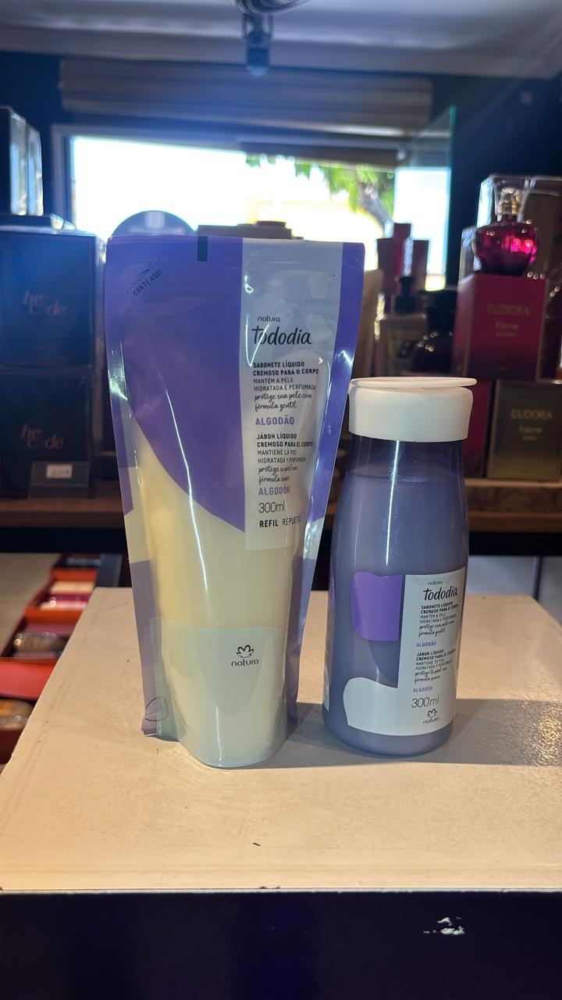 CORTE AQUI
natura
Tododia
SABONETE LÍQUIDO
CREMOSO PARA O CORPO
MANTÉM A PELE
HIDRATADA E PERFUMADA
protege sua pele com
fórmula gentil
ALGODÃO
JABÓN LÍQUIDO
CREMOSO PARA EL CUERPO
MANTIENE LA PIEL
HIDRATADA Y PERFUMADA
protege su piel con
fórmula suave
ALGODÓN
300ml
REFIL REPUESTO
natura
natura
Tododia
SABONETE LÍQUIDO
CREMOSO PARA O CORPO
MANTÉM A PELE
HIDRATADA E PERFUMADA
protege sua pele com
fórmula gentil
ALGODÃO
JABÓN LÍQUIDO
CREMOSO PARA EL CUERPO
MANTIENE TU PIEL
HIDRATADA Y PERFUMADA
protege tu piel con
fórmula suave
ALGODÓN
300ml
natura
her code
her code
EUDORA
EUDORA